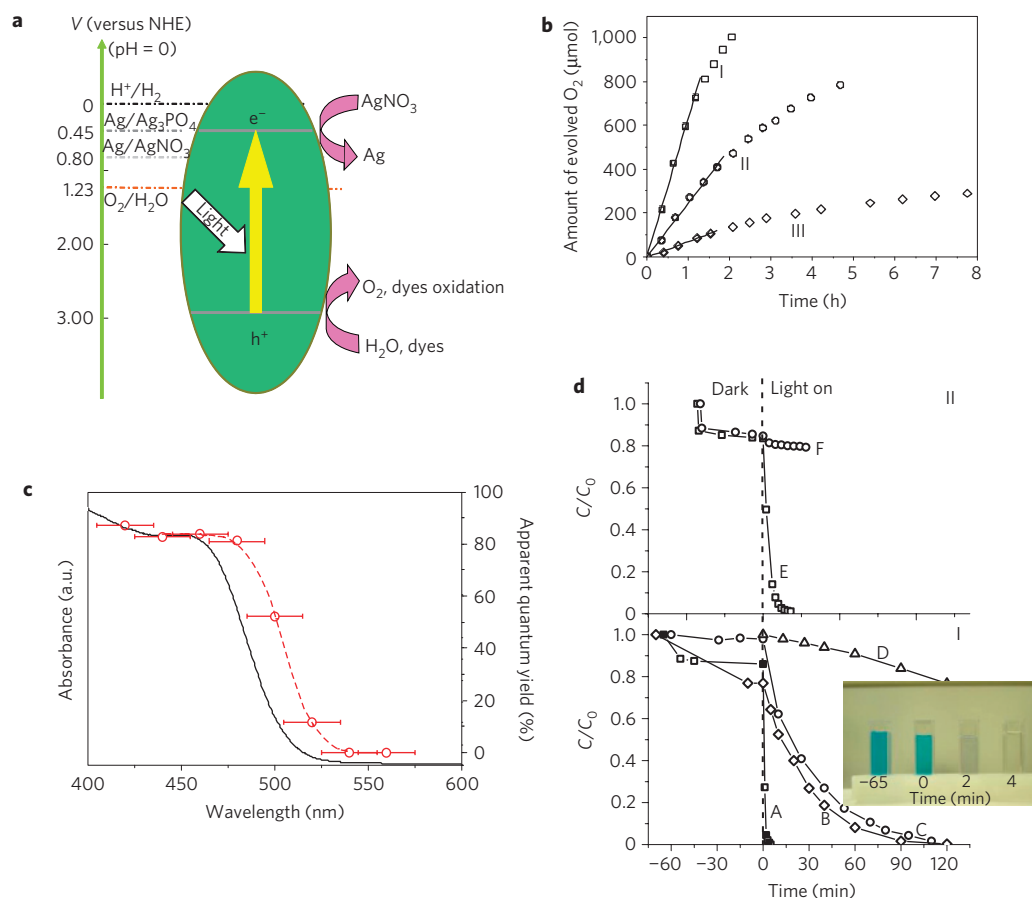 a
V (versus NHE)
(pH = 0)
H⁺/H₂
0
Ag/Ag₃PO₄
0.45
Ag/AgNO₃
0.80
1.23
O₂/H₂O
2.00
3.00
e⁻
Light
h⁺
AgNO₃
Ag
O₂, dyes oxidation
H₂O, dyes
b
Amount of evolved O₂ (μmol)
1,000
800
600
400
200
0
I
II
III
0 1 2 3 4 5 6 7 8
Time (h)
c
Absorbance (a.u.)
Apparent quantum yield (%)
100
80
60
40
20
0
400 450 500 550 600
Wavelength (nm)
d
Dark Light on
II
C/C₀
1.0
0.8
0.6
0.4
0.2
0
F
E
I
C/C₀
1.0
0.8
0.6
0.4
0.2
0
D
A
B
C
−65 0 2 4
Time (min)
−60 −30 0 30 60 90 120
Time (min)